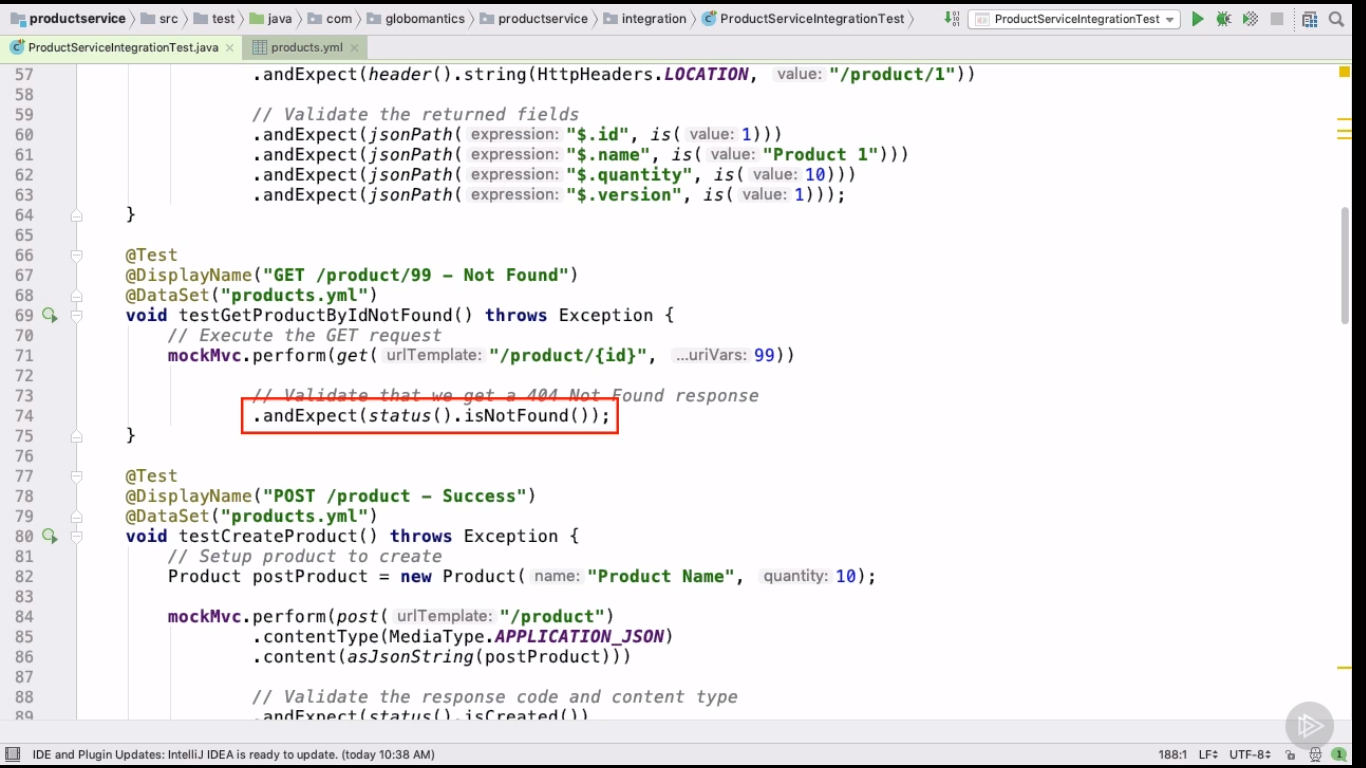 productservice src test java com globomantics productservice integration ProductServiceIntegrationTest ProductServiceIntegrationTest
ProductServiceIntegrationTest.java products.yml
57 .andExpect(header().string(HttpHeaders.LOCATION, value: "/product/1"))
58
59 // Validate the returned fields
60 .andExpect(jsonPath( expression: "$.id", is( value: 1)))
61 .andExpect(jsonPath( expression: "$.name", is( value: "Product 1")))
62 .andExpect(jsonPath( expression: "$.quantity", is( value: 10)))
63 .andExpect(jsonPath( expression: "$.version", is( value: 1)));
64 }
65
66 @Test
67 @DisplayName("GET /product/99 - Not Found")
68 @DataSet("products.yml")
69 void testGetProductByIdNotFound() throws Exception {
70 // Execute the GET request
71 mockMvc.perform(get( urlTemplate: "/product/{id}", ...uriVars: 99))
72
73 // Validate that we get a 404 Not Found response
74 .andExpect(status().isNotFound());
75 }
76
77 @Test
78 @DisplayName("POST /product - Success")
79 @DataSet("products.yml")
80 void testCreateProduct() throws Exception {
81 // Setup product to create
82 Product postProduct = new Product( name: "Product Name", quantity: 10);
83
84 mockMvc.perform(post( urlTemplate: "/product")
85 .contentType(MediaType.APPLICATION_JSON)
86 .content(asJsonString(postProduct)))
87
88 // Validate the response code and content type
89 .andExpect(status().isCreated())
IDE and Plugin Updates: IntelliJ IDEA is ready to update. (today 10:38 AM) 188:1 LF UTF-8 1